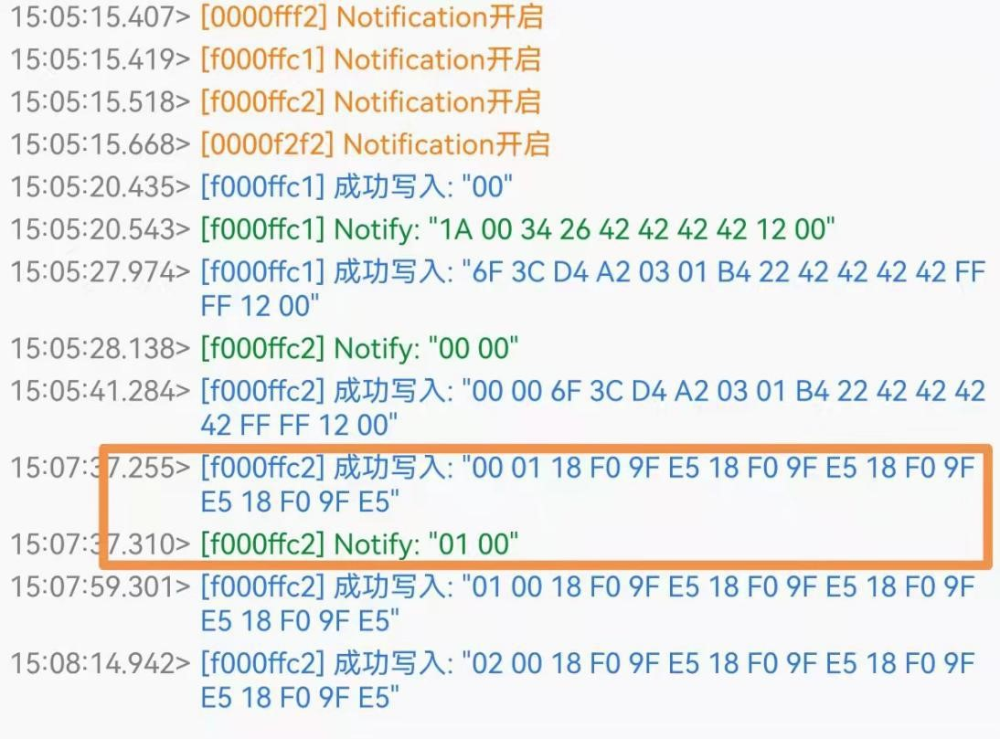 15:05:15.407> [0000fff2] Notification开启
15:05:15.419> [f000ffc1] Notification开启
15:05:15.518> [f000ffc2] Notification开启
15:05:15.668> [0000f2f2] Notification开启
15:05:20.435> [f000ffc1] 成功写入: "00"
15:05:20.543> [f000ffc1] Notify: "1A 00 34 26 42 42 42 42 12 00"
15:05:27.974> [f000ffc1] 成功写入: "6F 3C D4 A2 03 01 B4 22 42 42 42 42 FF
FF 12 00"
15:05:28.138> [f000ffc2] Notify: "00 00"
15:05:41.284> [f000ffc2] 成功写入: "00 00 6F 3C D4 A2 03 01 B4 22 42 42 42
42 FF FF 12 00"
15:07:37.255> [f000ffc2] 成功写入: "00 01 18 F0 9F E5 18 F0 9F E5 18 F0 9F
E5 18 F0 9F E5"
15:07:37.310> [f000ffc2] Notify: "01 00"
15:07:59.301> [f000ffc2] 成功写入: "01 00 18 F0 9F E5 18 F0 9F E5 18 F0 9F
E5 18 F0 9F E5"
15:08:14.942> [f000ffc2] 成功写入: "02 00 18 F0 9F E5 18 F0 9F E5 18 F0 9F
E5 18 F0 9F E5"